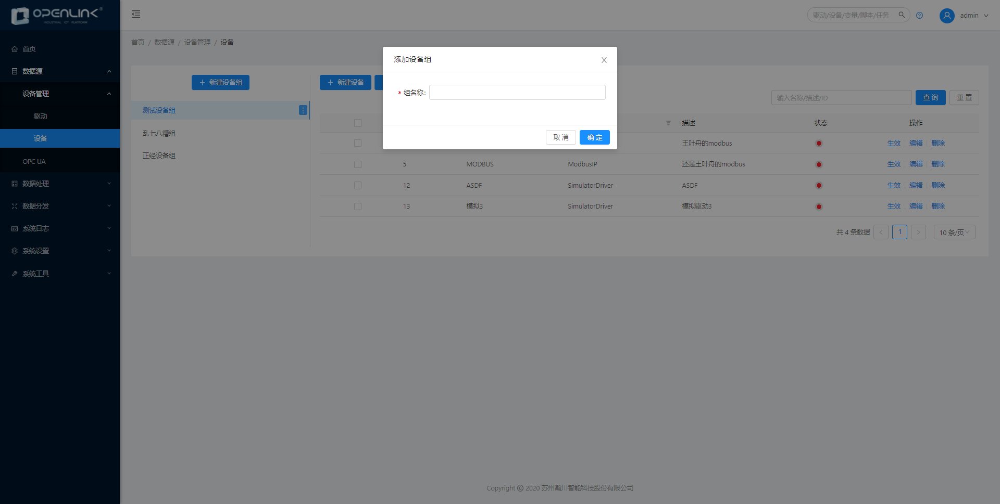 OPENLINK®
INDUSTRIAL IOT PLATFORM
驱动/设备/变量/脚本/任务
admin
首页
数据源
设备管理
驱动
设备
OPC UA
数据处理
数据分发
系统日志
系统设置
系统工具
首页 / 数据源 / 设备管理 / 设备
新建设备组
测试设备组
乱七八糟组
正经设备组
新建设备
添加设备组
* 组名称:
取 消 确 定
输入名称/描述/ID
查 询 重 置
描述 状态 操作
王叶舟的modbus 生效 编辑 删除
5 MODBUS ModbusIP 还是王叶舟的modbus 生效 编辑 删除
12 ASDF SimulatorDriver ASDF 生效 编辑 删除
13 模拟3 SimulatorDriver 模拟驱动3 生效 编辑 删除
共 4 条数据 < 1 > 10 条/页
Copyright © 2020 苏州瀚川智能科技股份有限公司